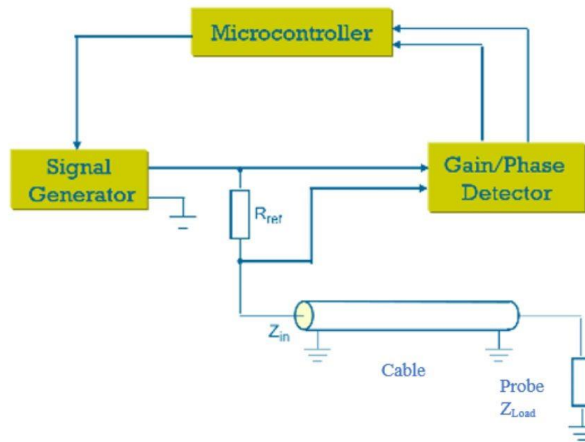 Microcontroller
Signal
Generator
Gain/Phase
Detector
Rref
Zin
Cable
Probe
ZLoad